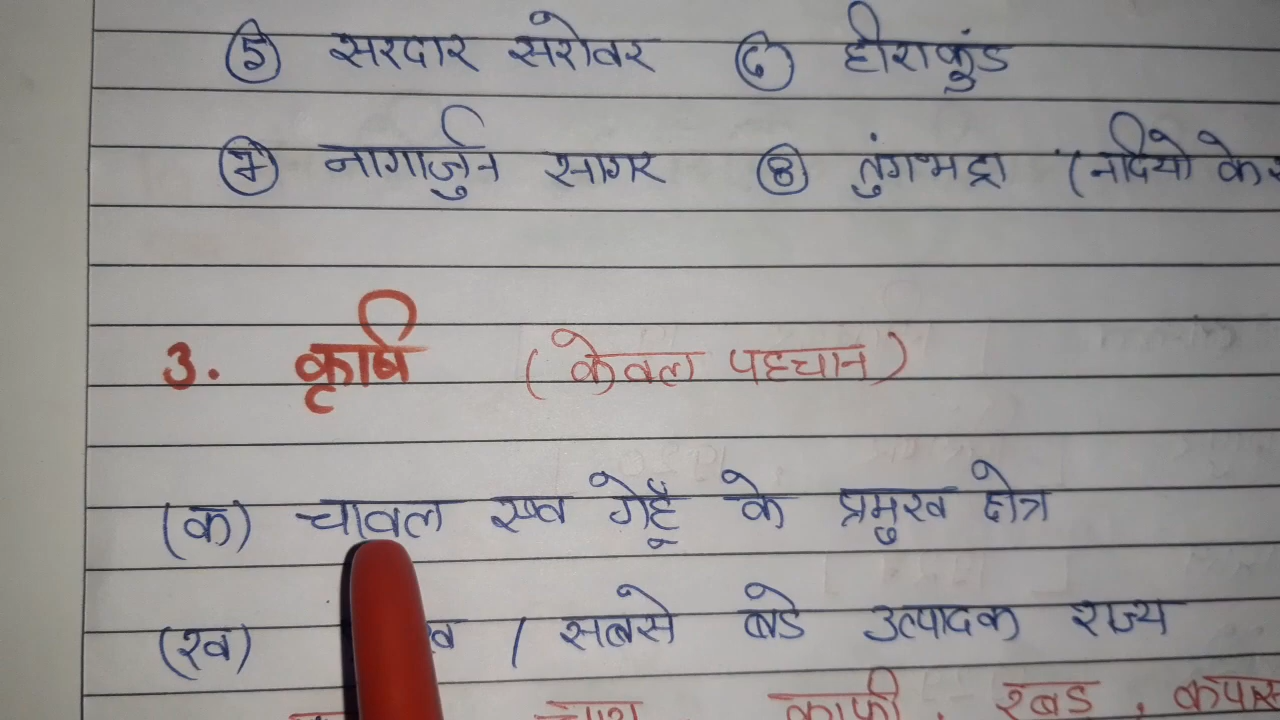 ⑤ सरदार सरोवर ⑥ हीराकुंड
⑦ नागार्जुन सागर ⑧ तुंगभद्रा (नदियो के
3. कृषि (केवल पहचान)
(क) चावल एवं गेहूँ के प्रमुख क्षेत्र
(ख) / सबसे बडे उत्पादक राज्य
चाय, काफी, रबड, कपास